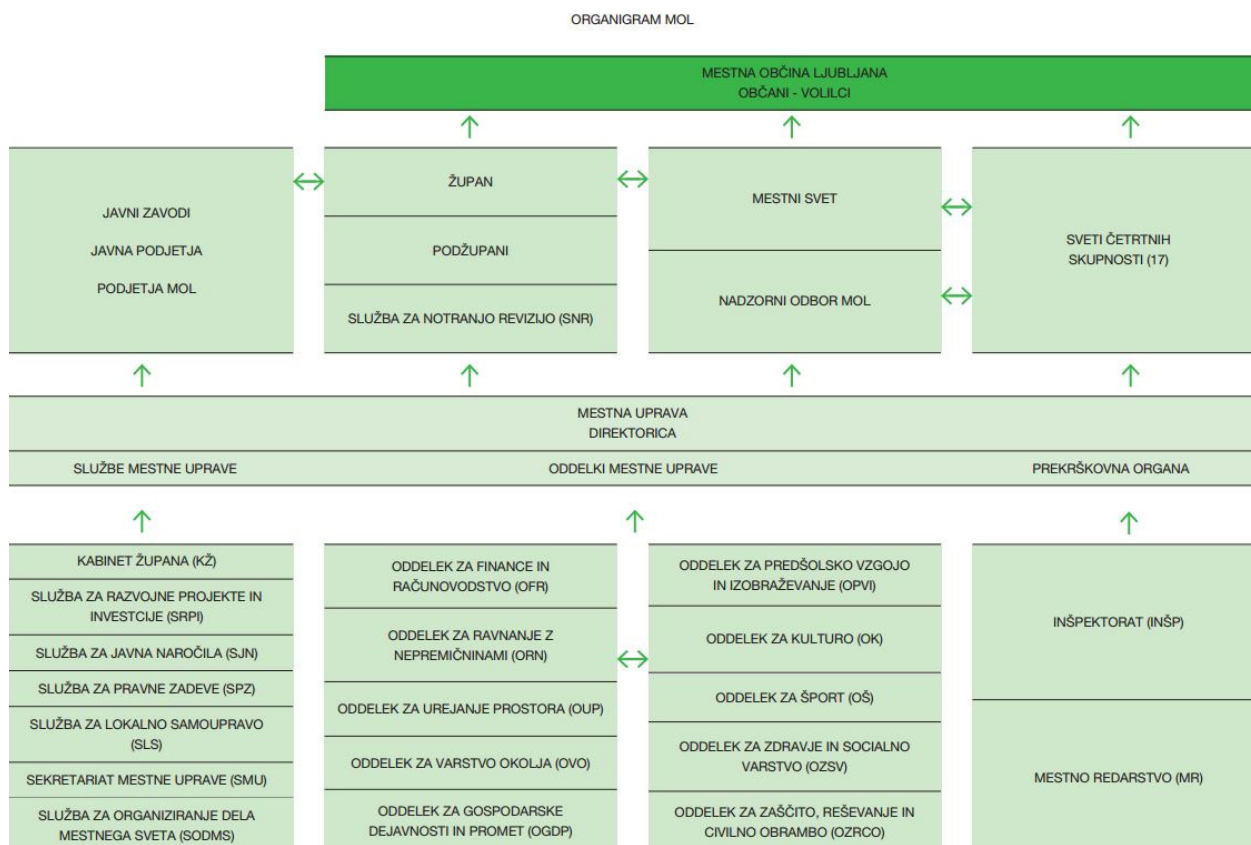 ORGANIGRAM MOL
MESTNA OBČINA LJUBLJANA
OBČANI - VOLILCI
JAVNI ZAVODI
JAVNA PODJETJA
PODJETJA MOL
ŽUPAN
PODŽUPANI
SLUŽBA ZA NOTRANJO REVIZIJO (SNR)
MESTNI SVET
NADZORNI ODBOR MOL
SVETI ČETRTNIH
SKUPNOSTI (17)
MESTNA UPRAVA
DIREKTORICA
SLUŽBE MESTNE UPRAVE
ODDELKI MESTNE UPRAVE
PREKRŠKOVNA ORGANA
KABINET ŽUPANA (KŽ)
SLUŽBA ZA RAZVOJNE PROJEKTE IN
INVESTCIJE (SRPI)
SLUŽBA ZA JAVNA NAROČILA (SJN)
SLUŽBA ZA PRAVNE ZADEVE (SPZ)
SLUŽBA ZA LOKALNO SAMOUPRAVO
(SLS)
SEKRETARIAT MESTNE UPRAVE (SMU)
SLUŽBA ZA ORGANIZIRANJE DELA
MESTNEGA SVETA (SODMS)
ODDELEK ZA FINANCE IN
RAČUNOVODSTVO (OFR)
ODDELEK ZA RAVNANJE Z
NEPREMIČNINAMI (ORN)
ODDELEK ZA UREJANJE PROSTORA (OUP)
ODDELEK ZA VARSTVO OKOLJA (OVO)
ODDELEK ZA GOSPODARSKE
DEJAVNOSTI IN PROMET (OGDP)
ODDELEK ZA PREDŠOLSKO VZGOJO
IN IZOBRAŽEVANJE (OPVI)
ODDELEK ZA KULTURO (OK)
ODDELEK ZA ŠPORT (OŠ)
ODDELEK ZA ZDRAVJE IN SOCIALNO
VARSTVO (OZSV)
ODDELEK ZA ZAŠČITO, REŠEVANJE IN
CIVILNO OBRAMBO (OZRCO)
INŠPEKTORAT (INŠP)
MESTNO REDARSTVO (MR)